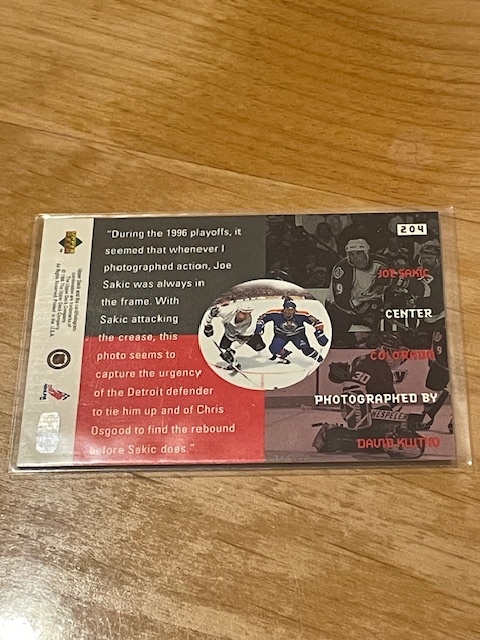 "During the 1996 playoffs, it
seemed that whenever I
photographed action, Joe
Sakic was always in
the frame. With
Sakic attacking
the crease, this
photo seems to
capture the urgency
of the Detroit defender
to tie him up and of Chris
Osgood to find the rebound
before Sakic does."
204
JOE SAKIC
CENTER
COLORADO
PHOTOGRAPHED BY